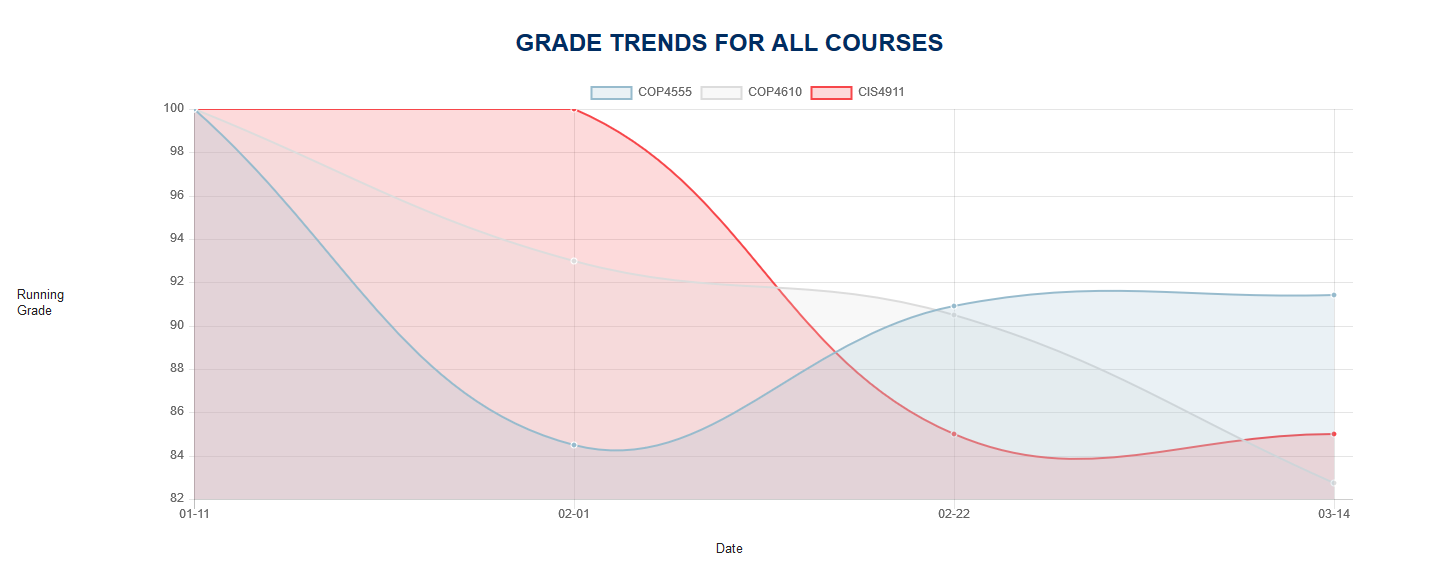 GRADE TRENDS FOR ALL COURSES
COP4555 COP4610 CIS4911
100
98
96
94
92
90
88
86
84
82
Running
Grade
01-11 02-01 02-22 03-14
Date